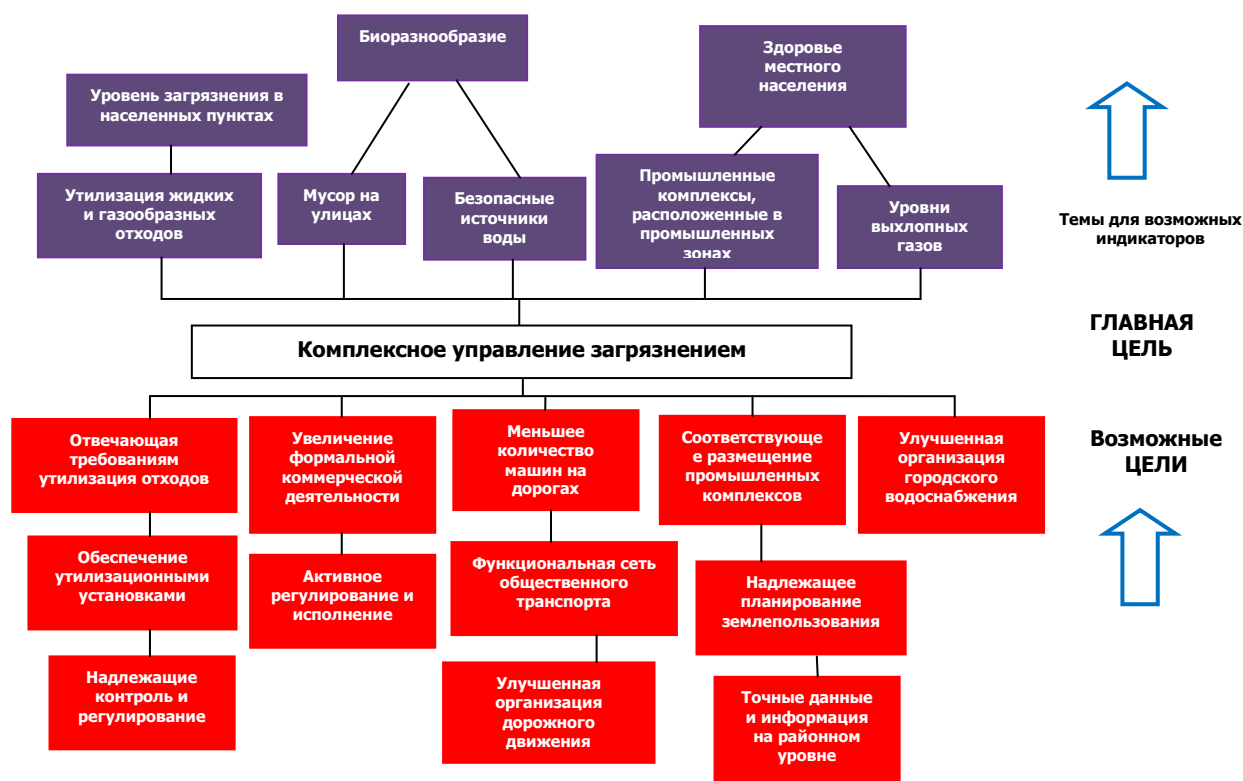 Биоразнообразие
Здоровье
местного
населения
Уровень загрязнения в
населенных пунктах
Утилизация жидких
и газообразных
отходов
Мусор на
улицах
Безопасные
источники
воды
Промышленные
комплексы,
расположенные в
промышленных
зонах
Уровни
выхлопных
газов
Темы для возможных
индикаторов
Комплексное управление загрязнением
ГЛАВНАЯ
ЦЕЛЬ
Отвечающая
требованиям
утилизация отходов
Увеличение
формальной
коммерческой
деятельности
Меньшее
количество
машин на
дорогах
Соответствующе
е размещение
промышленных
комплексов
Улучшенная
организация
городского
водоснабжения
Возможные
ЦЕЛИ
Обеспечение
утилизационными
установками
Активное
регулирование и
исполнение
Функциональная сеть
общественного
транспорта
Надлежащее
планирование
землепользования
Надлежащие
контроль и
регулирование
Улучшенная
организация
дорожного
движения
Точные данные
и информация
на районном
уровне